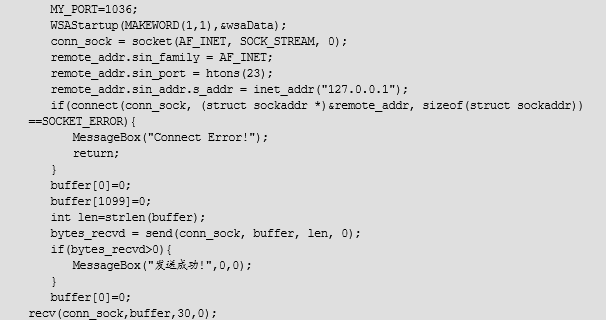 MY_PORT=1036;
WSAStartup(MAKEWORD(1,1),&wsaData);
conn_sock = socket(AF_INET, SOCK_STREAM, 0);
remote_addr.sin_family = AF_INET;
remote_addr.sin_port = htons(23);
remote_addr.sin_addr.s_addr = inet_addr("127.0.0.1");
if(connect(conn_sock, (struct sockaddr *)&remote_addr, sizeof(struct sockaddr))
==SOCKET_ERROR){
MessageBox("Connect Error!");
return;
}
buffer[0]=0;
buffer[1099]=0;
int len=strlen(buffer);
bytes_recvd = send(conn_sock, buffer, len, 0);
if(bytes_recvd>0){
MessageBox("发送成功!",0,0);
}
buffer[0]=0;
recv(conn_sock,buffer,30,0);